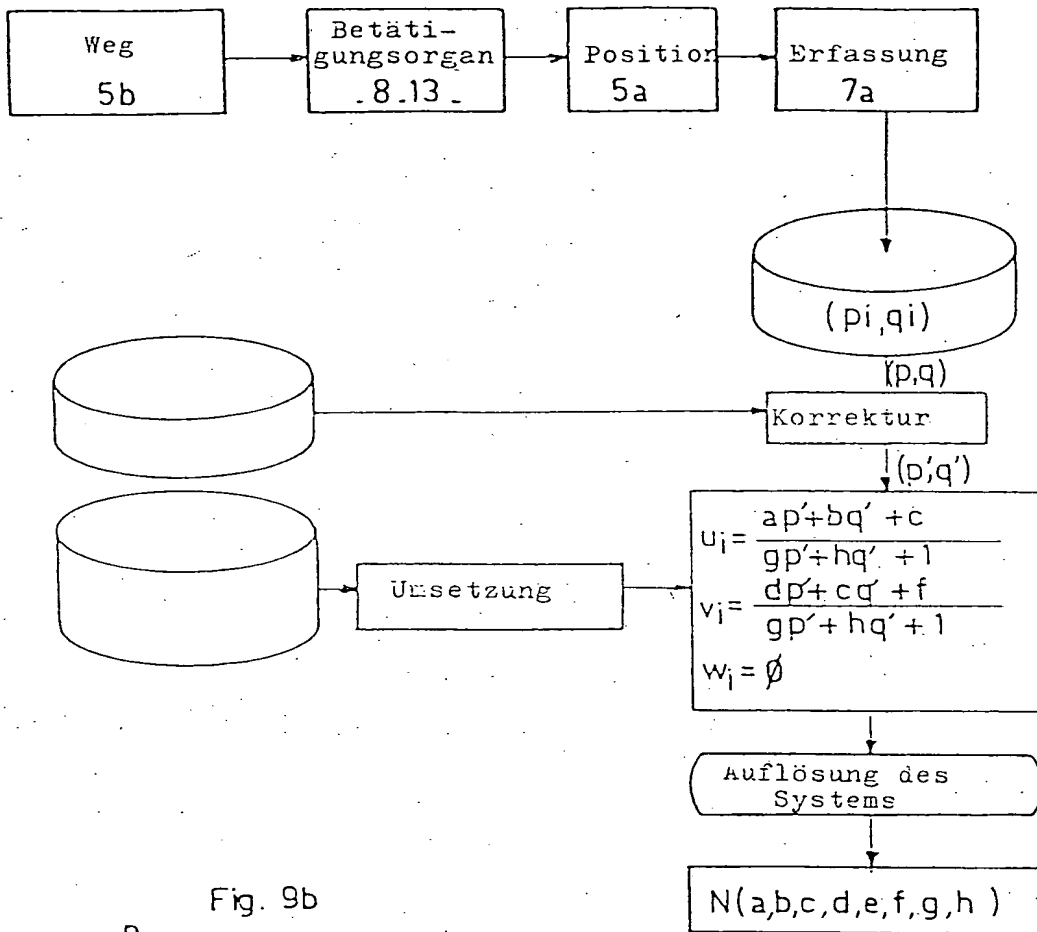 Weg
5b
Betäti-
gungsorgan
8.13
Position
5a
Erfassung
7a
(pi,qi)
(p,q)
Korrektur
(p',q')
Umsetzung
ui= ap'+bq'+c
gp'+hq'+1
vi= dp'+cq'+f
gp'+hq'+1
wi=Ø
Auflösung des
Systems
N(a,b,c,d,e,f,g,h)
Fig. 9b